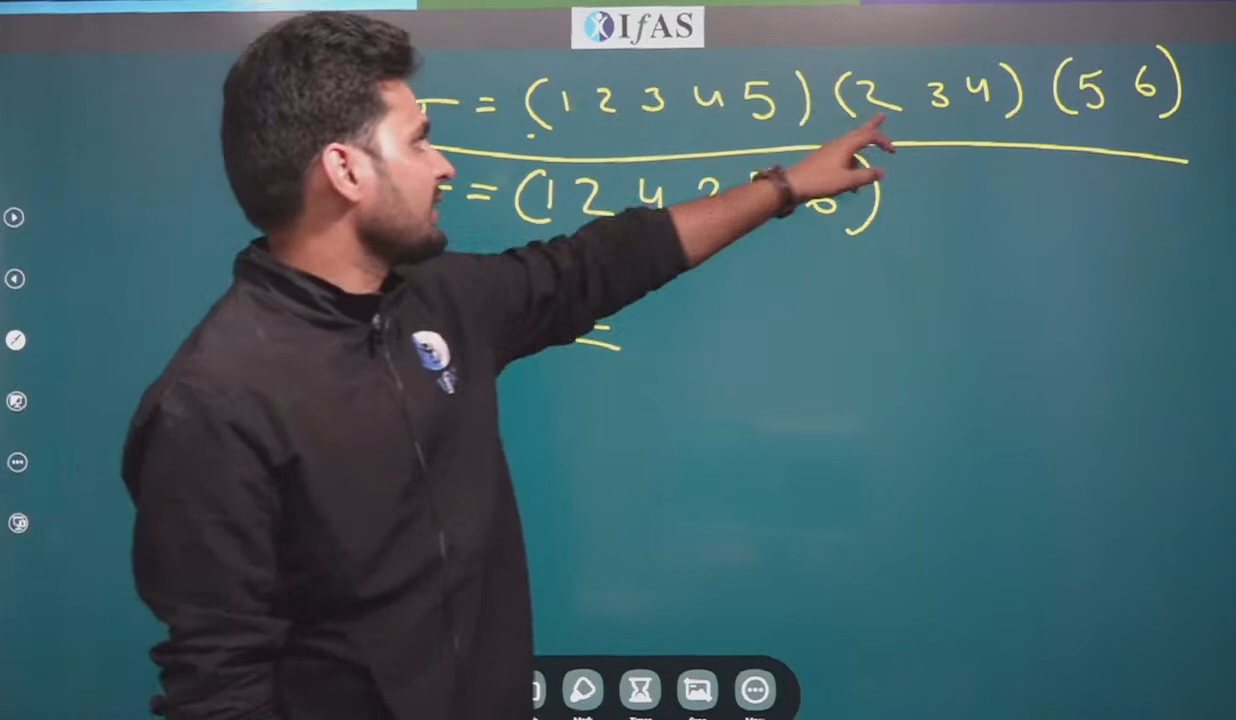 IfAS
= (1 2 3 4 5) (2 3 4) (5 6)
= (1 2 4
=